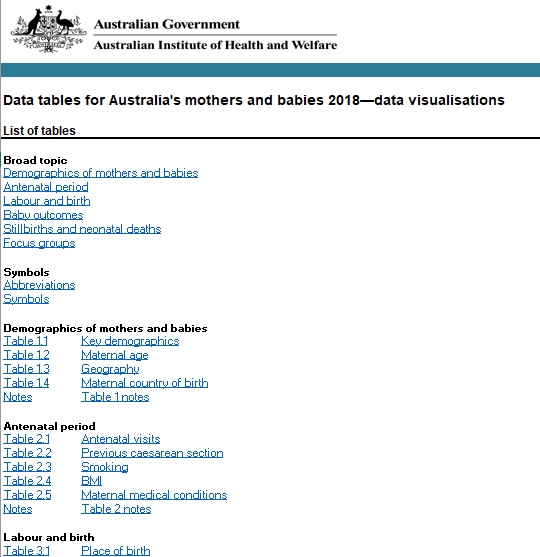 Australian Government
Australian Institute of Health and Welfare
Data tables for Australia's mothers and babies 2018—data visualisations
List of tables
Broad topic
Demographics of mothers and babies
Antenatal period
Labour and birth
Baby outcomes
Stillbirths and neonatal deaths
Focus groups
Symbols
Abbreviations
Symbols
Demographics of mothers and babies
Table 1.1 Key demographics
Table 1.2 Maternal age
Table 1.3 Geography
Table 1.4 Maternal country of birth
Notes Table 1 notes
Antenatal period
Table 2.1 Antenatal visits
Table 2.2 Previous caesarean section
Table 2.3 Smoking
Table 2.4 BMI
Table 2.5 Maternal medical conditions
Notes Table 2 notes
Labour and birth
Table 3.1 Place of birth